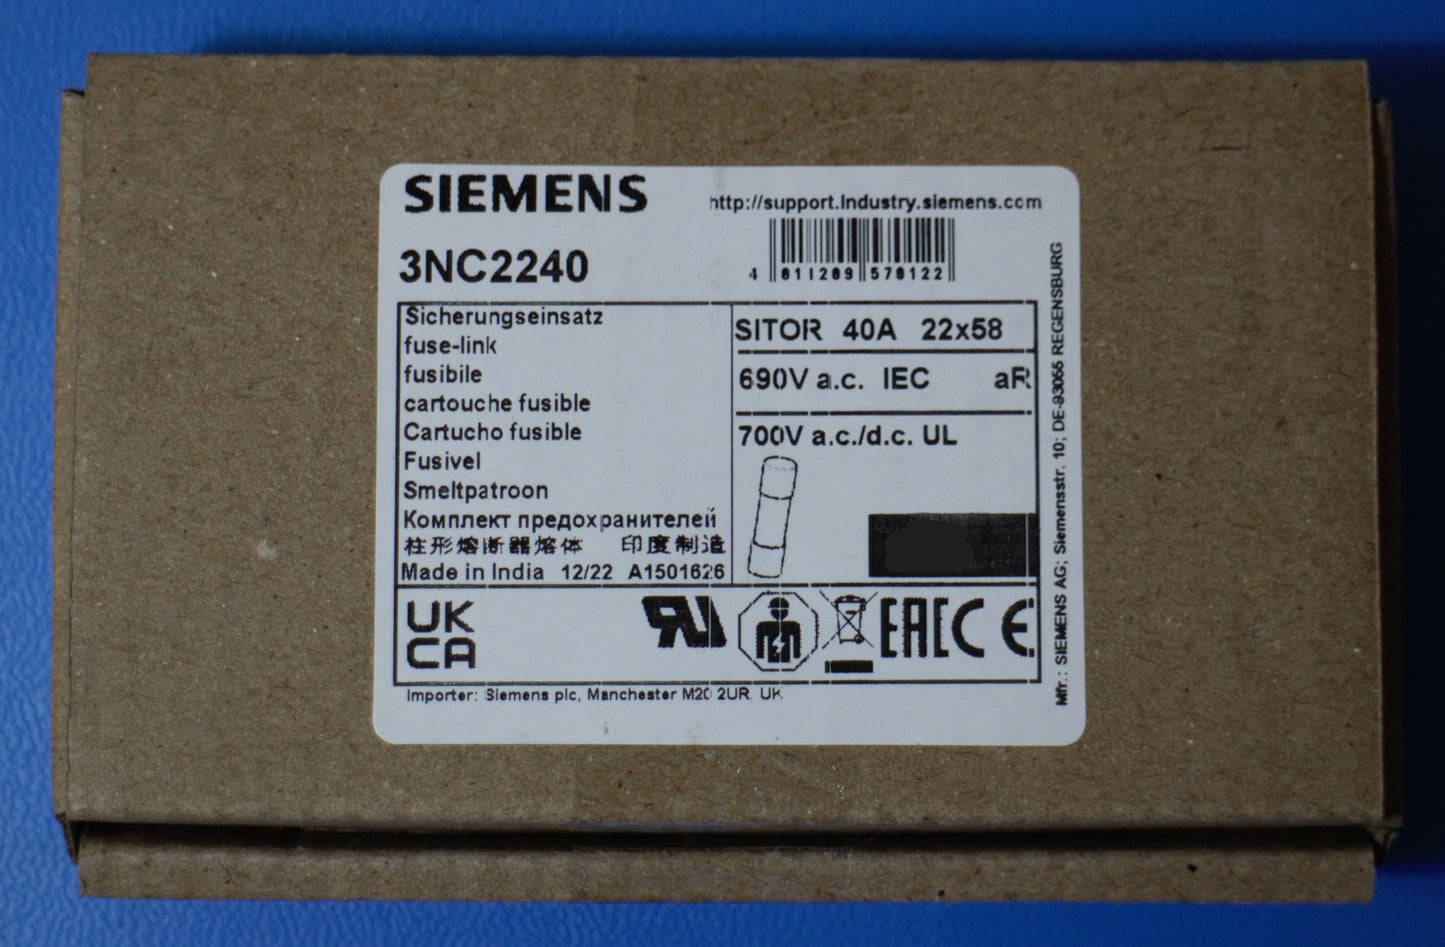 SIEMENS
http://support.Industry.siemens.com
3NC2240
4 011209 570122
Sicherungseinsatz
fuse-link
fusibile
cartouche fusible
Cartucho fusible
Fusivel
Smeltpatroon
Комплект предохранителей
柱形熔断器熔体 印度制造
Made in India 12/22 A1501626
SITOR 40A 22x58
690V a.c. IEC aR
700V a.c./d.c. UL
UK
CA
RU
EAC CE
Importer: Siemens plc, Manchester M20 2UR, UK
Mfr.: SIEMENS AG; Siemensstr. 10; DE-93055 REGENSBURG